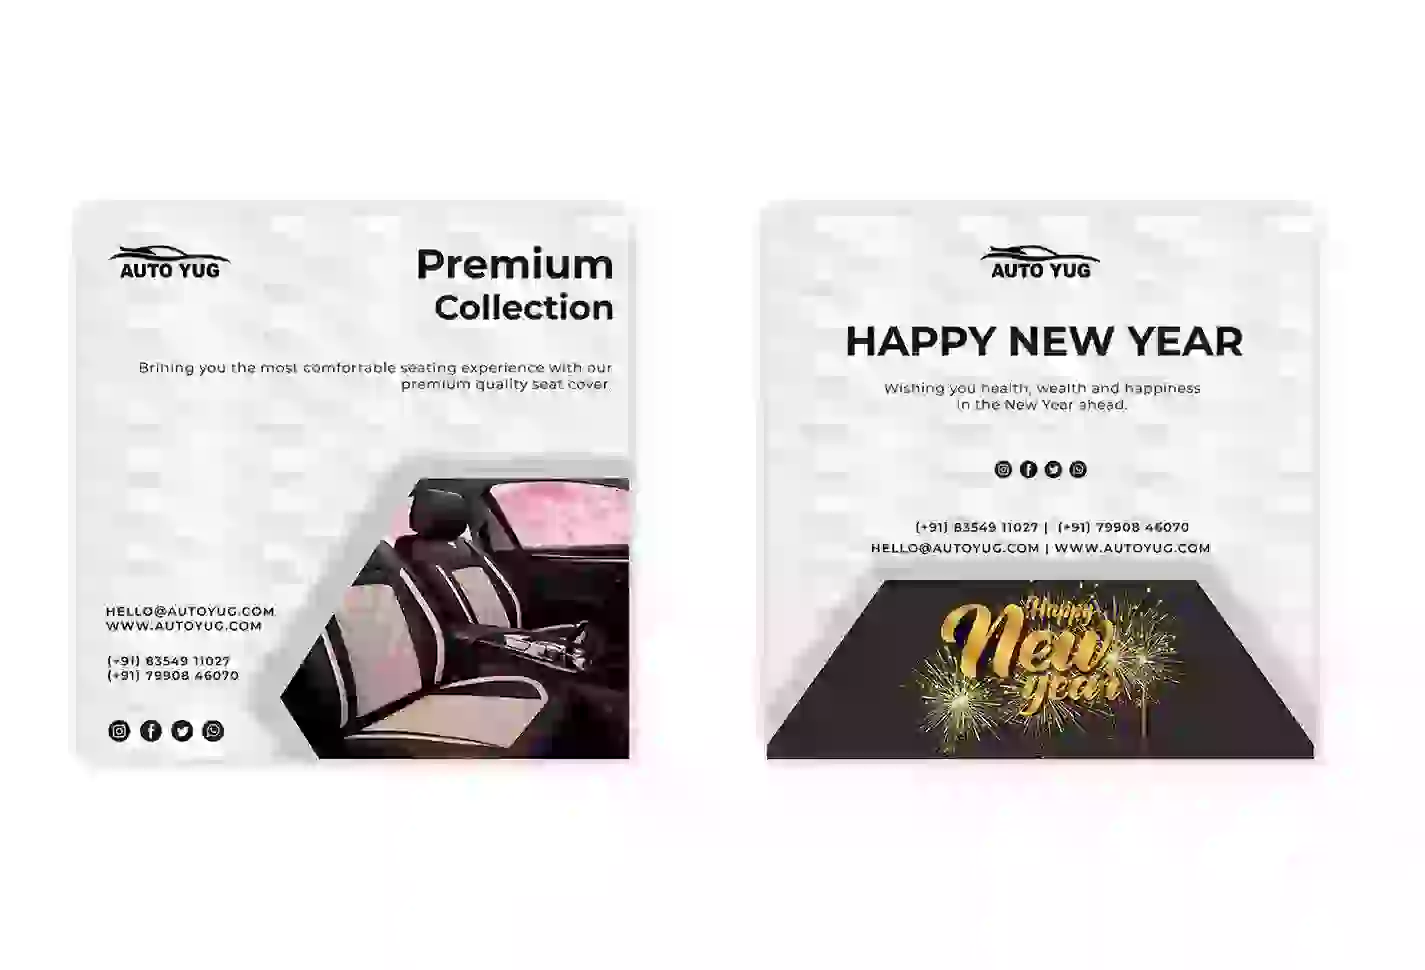 AUTO YUG
Premium
Collection
Brining you the most comfortable seating experience with our
premium quality seat cover.
HELLO@AUTOYUG.COM
WWW.AUTOYUG.COM
(+91) 83549 11027
(+91) 79908 46070
AUTO YUG
HAPPY NEW YEAR
Wishing you health, wealth and happiness
in the New Year ahead.
(+91) 83549 11027 | (+91) 79908 46070
HELLO@AUTOYUG.COM | WWW.AUTOYUG.COM
Happy
New
year